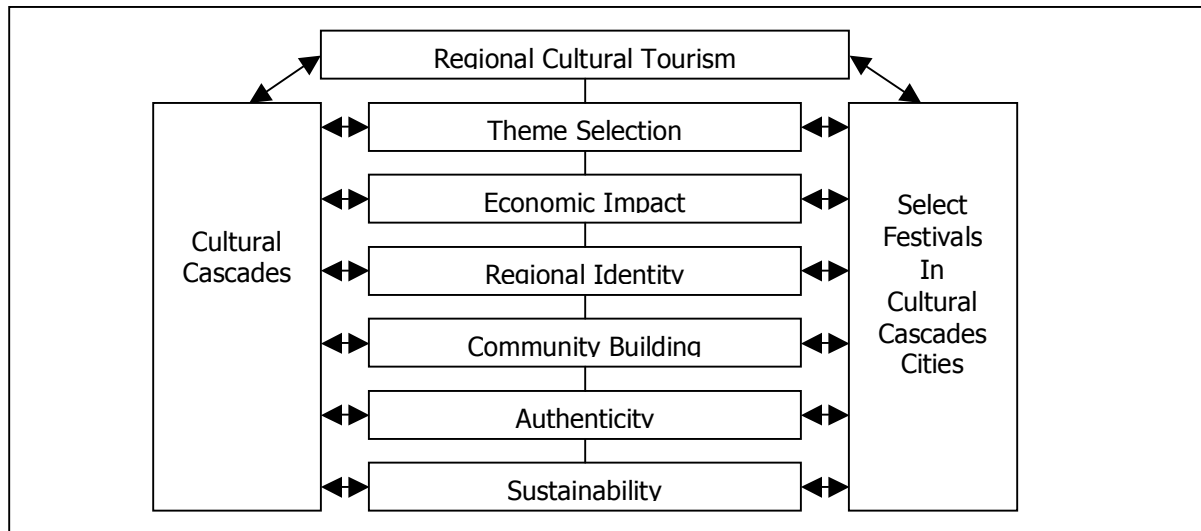 Regional Cultural Tourism
Theme Selection
Economic Impact
Regional Identity
Community Building
Authenticity
Sustainability
Cultural
Cascades
Select
Festivals
In
Cultural
Cascades
Cities